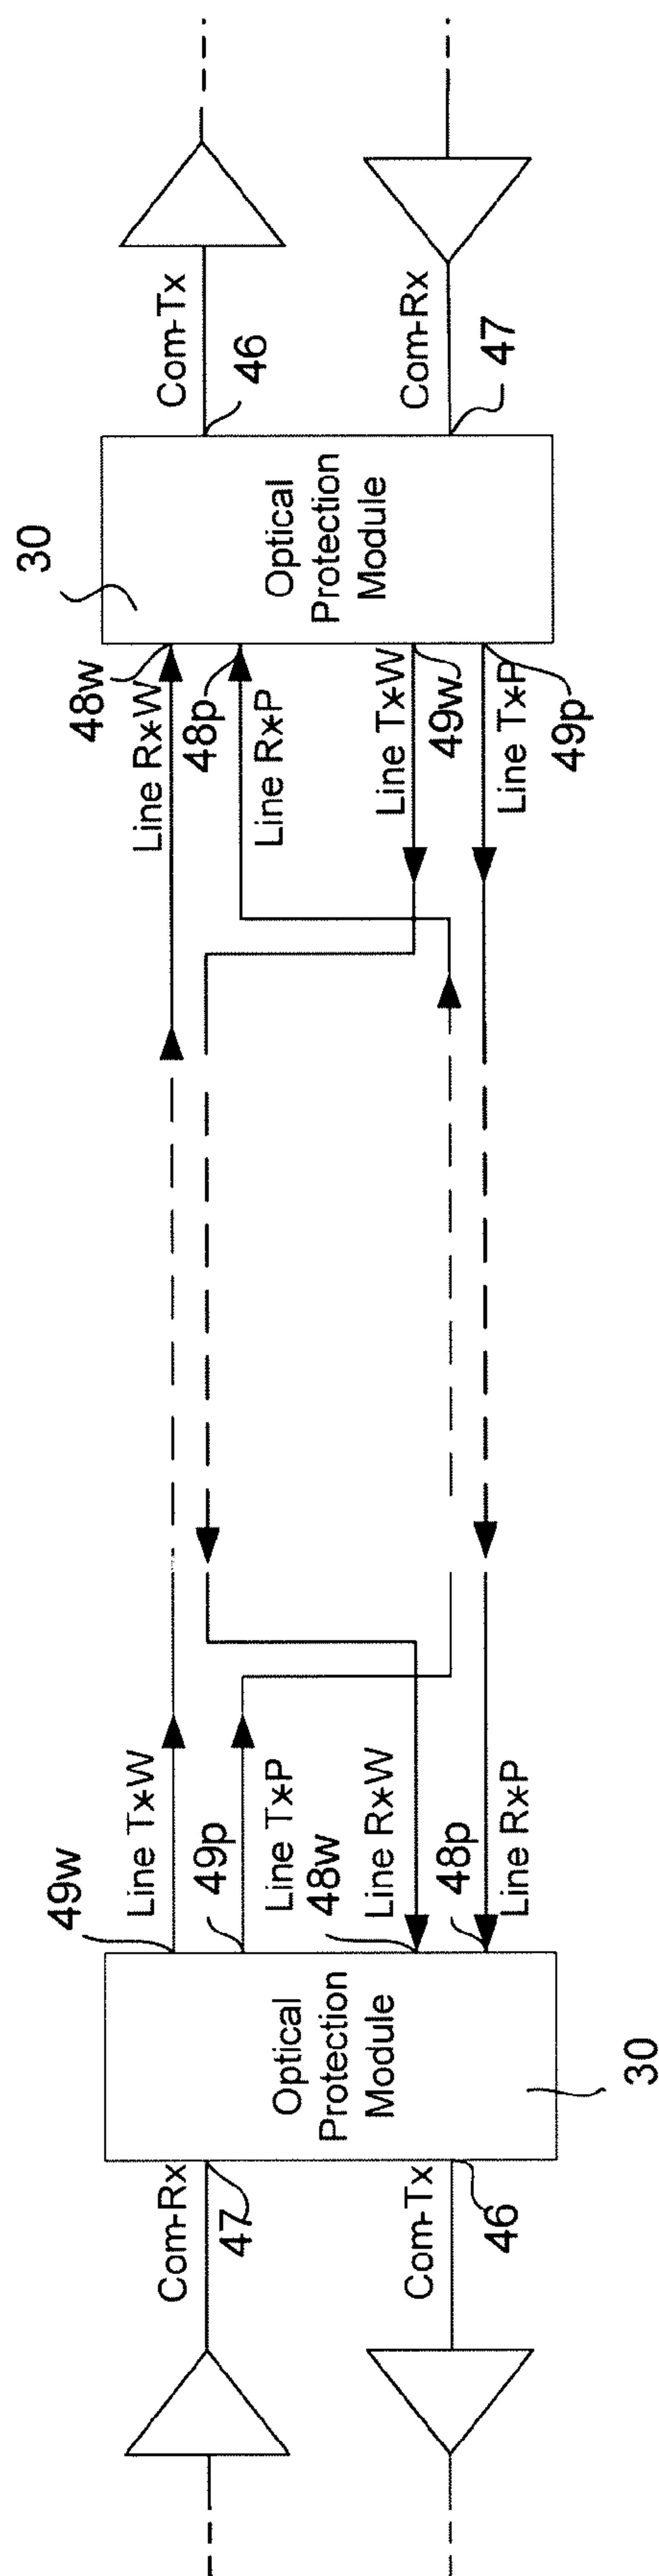 Com-Rx
47
Com-Tx
46
Optical
Protection
Module
30
49w
Line Tx-W
49p
Line Tx-P
48w
Line Rx-W
48p
Line Rx-P
48w
Line Rx-W
48p
Line Rx-P
Line Tx-W
49w
Line Tx-P
49p
30
Optical
Protection
Module
Com-Tx
46
Com-Rx
47